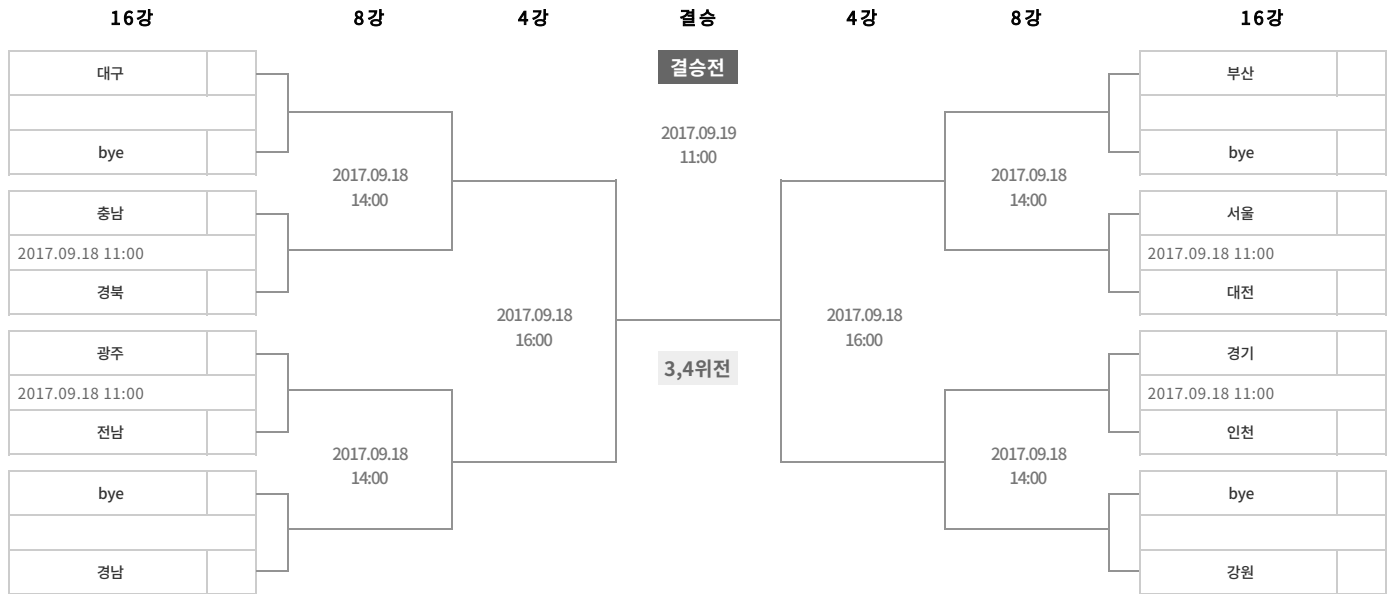 16강 8강 4강 결승 4강 8강 16강
결승전
대구
부산
2017.09.19
11:00
bye
bye
2017.09.18
14:00
2017.09.18
14:00
충남
서울
2017.09.18 11:00
2017.09.18 11:00
경북
대전
2017.09.18
16:00
2017.09.18
16:00
광주
3,4위전
경기
2017.09.18 11:00
2017.09.18 11:00
전남
인천
2017.09.18
14:00
2017.09.18
14:00
bye
bye
경남
강원